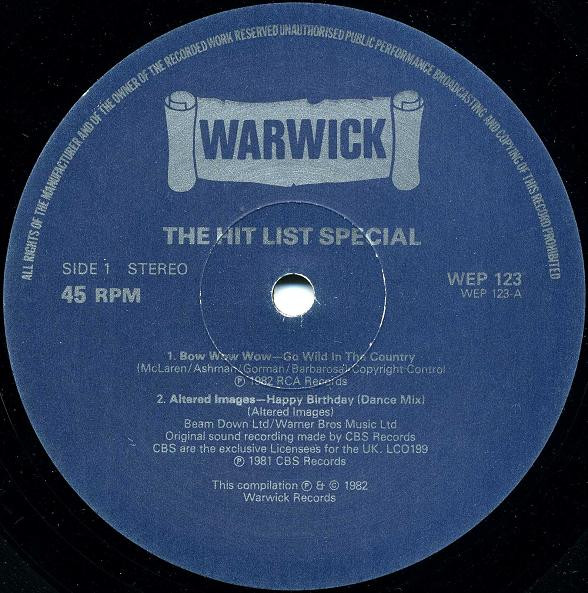 ALL RIGHTS OF THE MANUFACTURER AND OF THE OWNER OF THE RECORDED WORK RESERVED UNAUTHORISED PUBLIC PERFORMANCE BROADCASTING AND COPYING OF THIS RECORD PROHIBITED
WARWICK
THE HIT LIST SPECIAL
SIDE 1 STEREO
45 RPM
WEP 123
WEP 123-A
1. Bow Wow Wow—Go Wild In The Country
(McLaren/Ashman/Gorman/Barbarosa) Copyright Control
Ⓟ 1982 RCA Records
2. Altered Images—Happy Birthday (Dance Mix)
(Altered Images)
Beam Down Ltd/Warner Bros Music Ltd
Original sound recording made by CBS Records
CBS are the exclusive Licensees for the UK. LCO199
Ⓟ 1981 CBS Records
This compilation Ⓟ & © 1982
Warwick Records